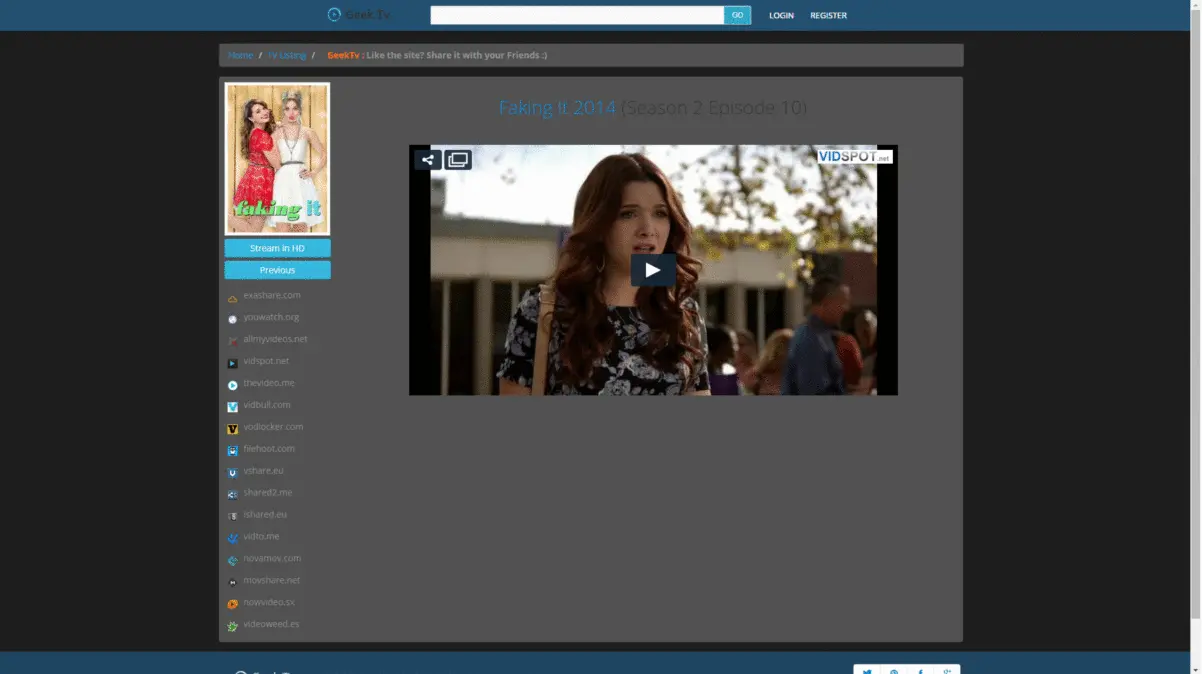 Geek Tv
GO
LOGIN
REGISTER
Home / TV Listing / GeekTv : Like the site? Share it with your Friends :)
faking it
Stream in HD
Previous
exashare.com
youwatch.org
allmyvideos.net
vidspot.net
thevideo.me
vidbull.com
vodlocker.com
filehoot.com
vshare.eu
shared2.me
ishared.eu
vidto.me
novamov.com
movshare.net
nowvideo.sx
videoweed.es
Faking It 2014 (Season 2 Episode 10)
VIDSPOT.net